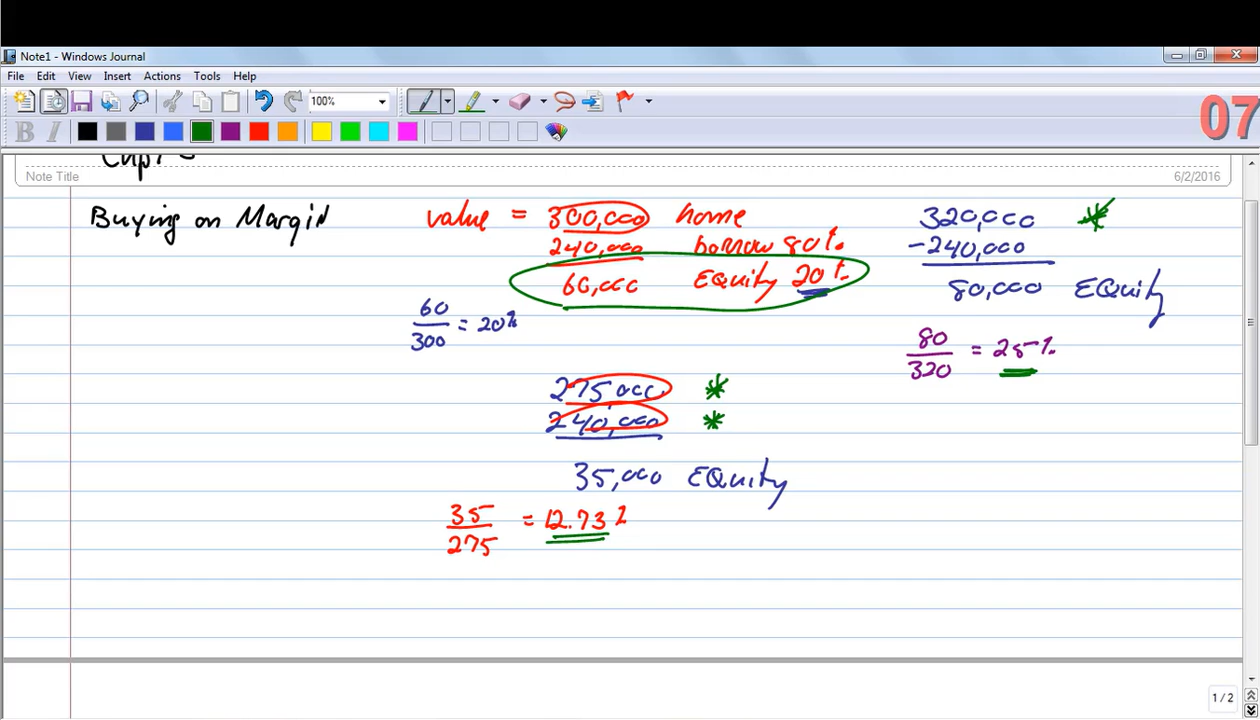 Note1 - Windows Journal
File Edit View Insert Actions Tools Help
100%
B I
07
Note Title
6/2/2016
Buying on Margin
value = 300,000 home
240,000 borrow 80%
60,000 EQuity 20%
60
300
= 20%
320,000 *
-240,000
80,000 EQuity
80
320
= 25%
275,000 *
240,000 *
35,000 EQuity
35
275
= 12.73%
1 / 2